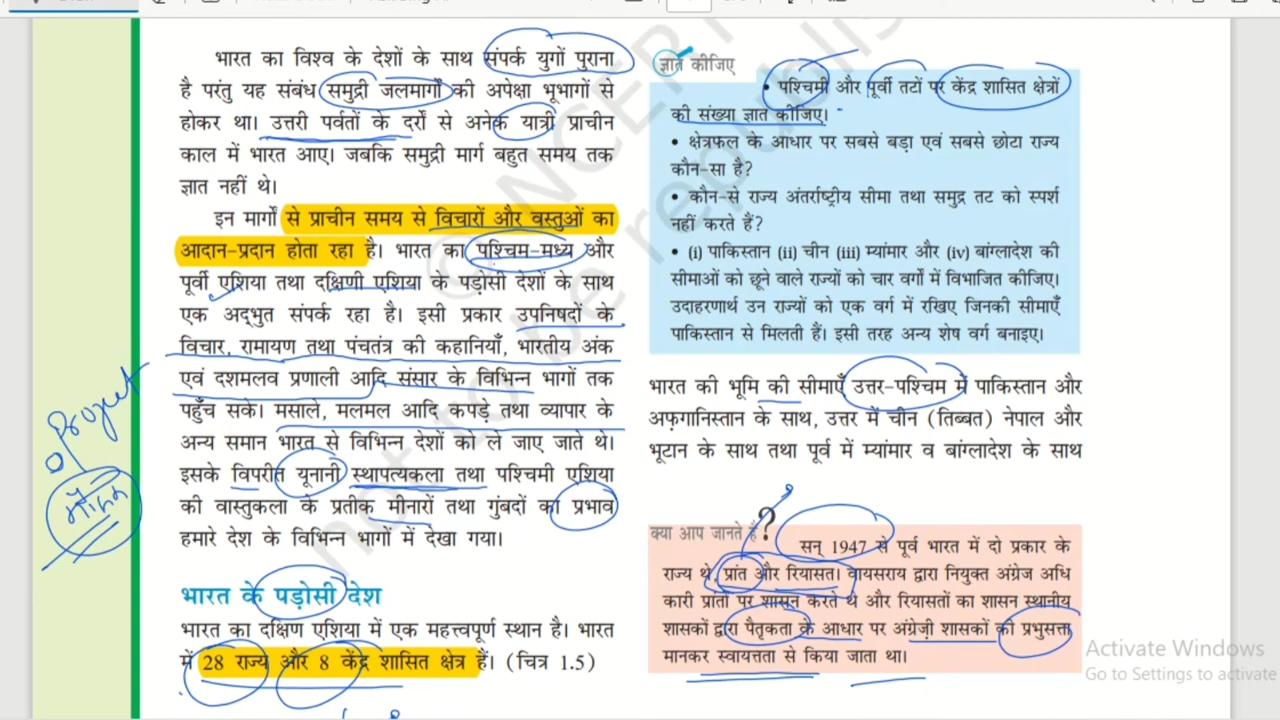 भारत का विश्व के देशों के साथ संपर्क युगों पुराना
है परंतु यह संबंध समुद्री जलमार्गों की अपेक्षा भूभागों से
होकर था। उत्तरी पर्वतों के दर्रों से अनेक यात्री प्राचीन
काल में भारत आए। जबकि समुद्री मार्ग बहुत समय तक
ज्ञात नहीं थे।
इन मार्गों से प्राचीन समय से विचारों और वस्तुओं का
आदान-प्रदान होता रहा है। भारत का पश्चिम-मध्य और
पूर्वी एशिया तथा दक्षिणी एशिया के पड़ोसी देशों के साथ
एक अद्भुत संपर्क रहा है। इसी प्रकार उपनिषदों के
विचार, रामायण तथा पंचतंत्र की कहानियाँ, भारतीय अंक
एवं दशमलव प्रणाली आदि संसार के विभिन्न भागों तक
पहुँच सके। मसाले, मलमल आदि कपड़े तथा व्यापार के
अन्य समान भारत से विभिन्न देशों को ले जाए जाते थे।
इसके विपरीत यूनानी स्थापत्यकला तथा पश्चिमी एशिया
की वास्तुकला के प्रतीक मीनारों तथा गुंबदों का प्रभाव
हमारे देश के विभिन्न भागों में देखा गया।
भारत के पड़ोसी देश
भारत का दक्षिण एशिया में एक महत्त्वपूर्ण स्थान है। भारत
में 28 राज्य और 8 केंद्र शासित क्षेत्र हैं। (चित्र 1.5)
Project
मौसम
ज्ञात कीजिए
• पश्चिमी और पूर्वी तटों पर केंद्र शासित क्षेत्रों
की संख्या ज्ञात कीजिए।
• क्षेत्रफल के आधार पर सबसे बड़ा एवं सबसे छोटा राज्य
कौन-सा है?
• कौन-से राज्य अंतर्राष्ट्रीय सीमा तथा समुद्र तट को स्पर्श
नहीं करते हैं?
• (i) पाकिस्तान (ii) चीन (iii) म्यांमार और (iv) बांग्लादेश की
सीमाओं को छूने वाले राज्यों को चार वर्गों में विभाजित कीजिए।
उदाहरणार्थ उन राज्यों को एक वर्ग में रखिए जिनकी सीमाएँ
पाकिस्तान से मिलती हैं। इसी तरह अन्य शेष वर्ग बनाइए।
भारत की भूमि की सीमाएँ उत्तर-पश्चिम में पाकिस्तान और
अफ़गानिस्तान के साथ, उत्तर में चीन (तिब्बत) नेपाल और
भूटान के साथ तथा पूर्व में म्यांमार व बांग्लादेश के साथ
क्या आप जानते हैं ?
सन् 1947 से पूर्व भारत में दो प्रकार के
राज्य थे, प्रांत और रियासत। वायसराय द्वारा नियुक्त अंग्रेज अधि
कारी प्रांतों पर शासन करते थे और रियासतों का शासन स्थानीय
शासकों द्वारा पैतृकता के आधार पर अंग्रेज़ी शासकों को प्रभुसत्ता
मानकर स्वायत्तता से किया जाता था।
Activate Windows
Go to Settings to activate
© NCERT
not to be republis